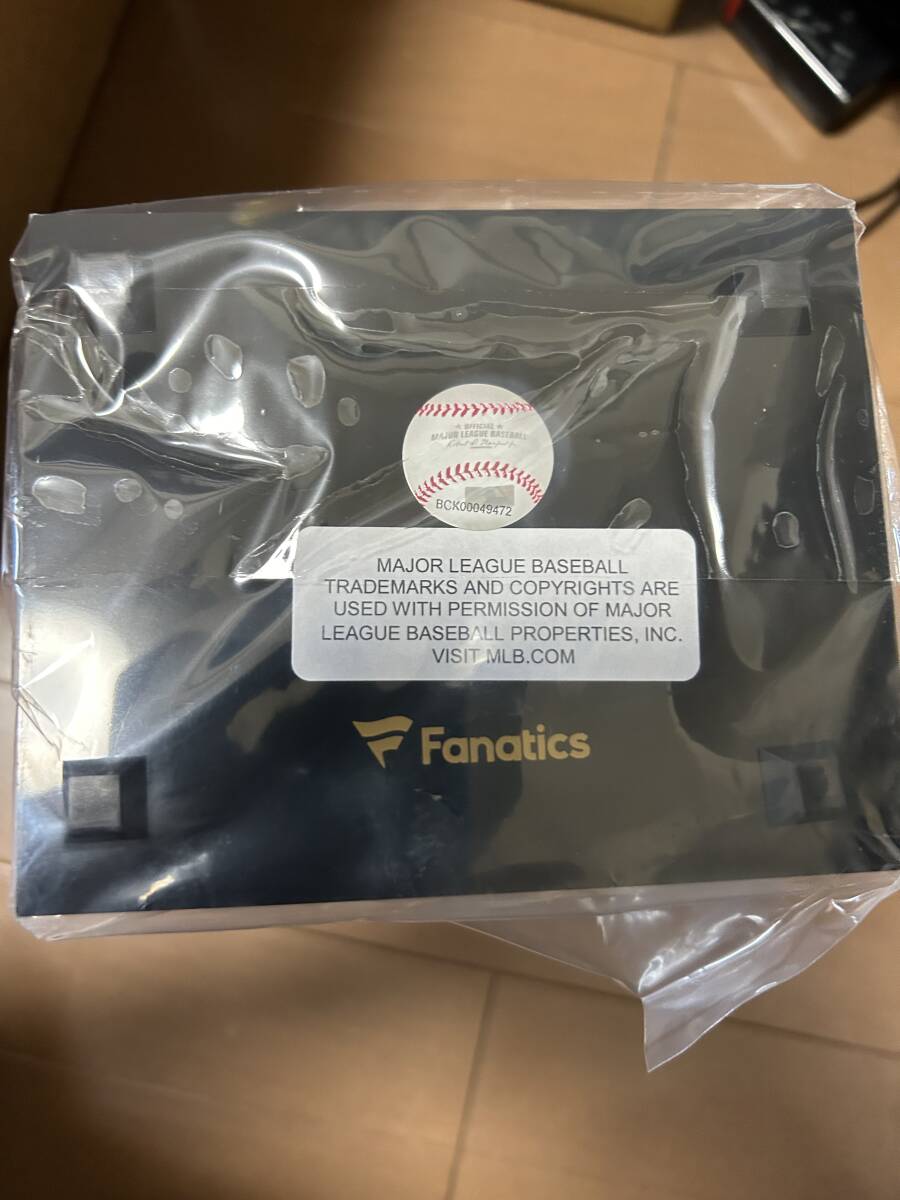 ★ OFFICIAL ★
MAJOR LEAGUE BASEBALL
BCK00049472
MAJOR LEAGUE BASEBALL
TRADEMARKS AND COPYRIGHTS ARE
USED WITH PERMISSION OF MAJOR
LEAGUE BASEBALL PROPERTIES, INC.
VISIT MLB.COM
Fanatics